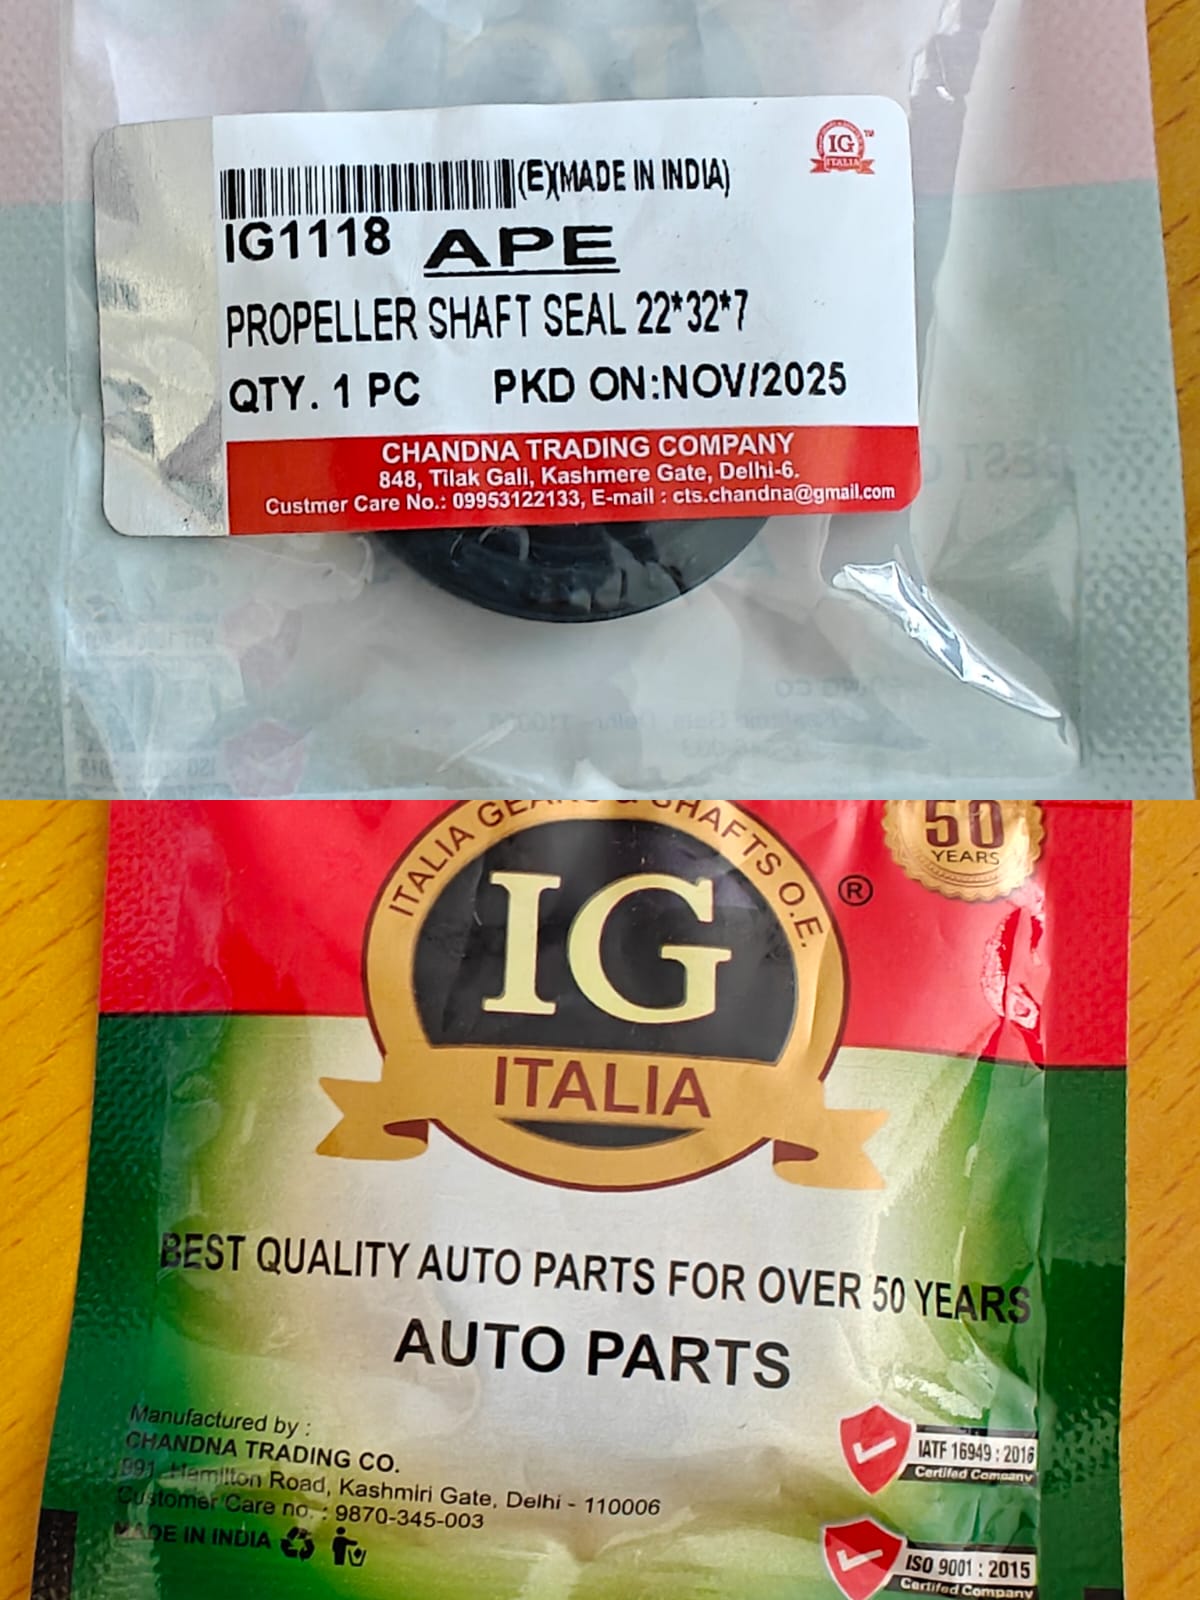 IG
ITALIA
TM
(E)(MADE IN INDIA)
IG1118 APE
PROPELLER SHAFT SEAL 22*32*7
QTY. 1 PC PKD ON:NOV/2025
CHANDNA TRADING COMPANY
848, Tilak Gali, Kashmere Gate, Delhi-6.
Custmer Care No.: 09953122133, E-mail : cts.chandna@gmail.com
ITALIA GEARS & SHAFTS O.E.
50
YEARS
IG
®
ITALIA
BEST QUALITY AUTO PARTS FOR OVER 50 YEARS
AUTO PARTS
Manufactured by :
CHANDNA TRADING CO.
Hamilton Road, Kashmiri Gate, Delhi - 110006
Customer Care no. : 9870-345-003
MADE IN INDIA
IATF 16949 : 2016
Certifed Company
ISO 9001 : 2015
Certifed Company